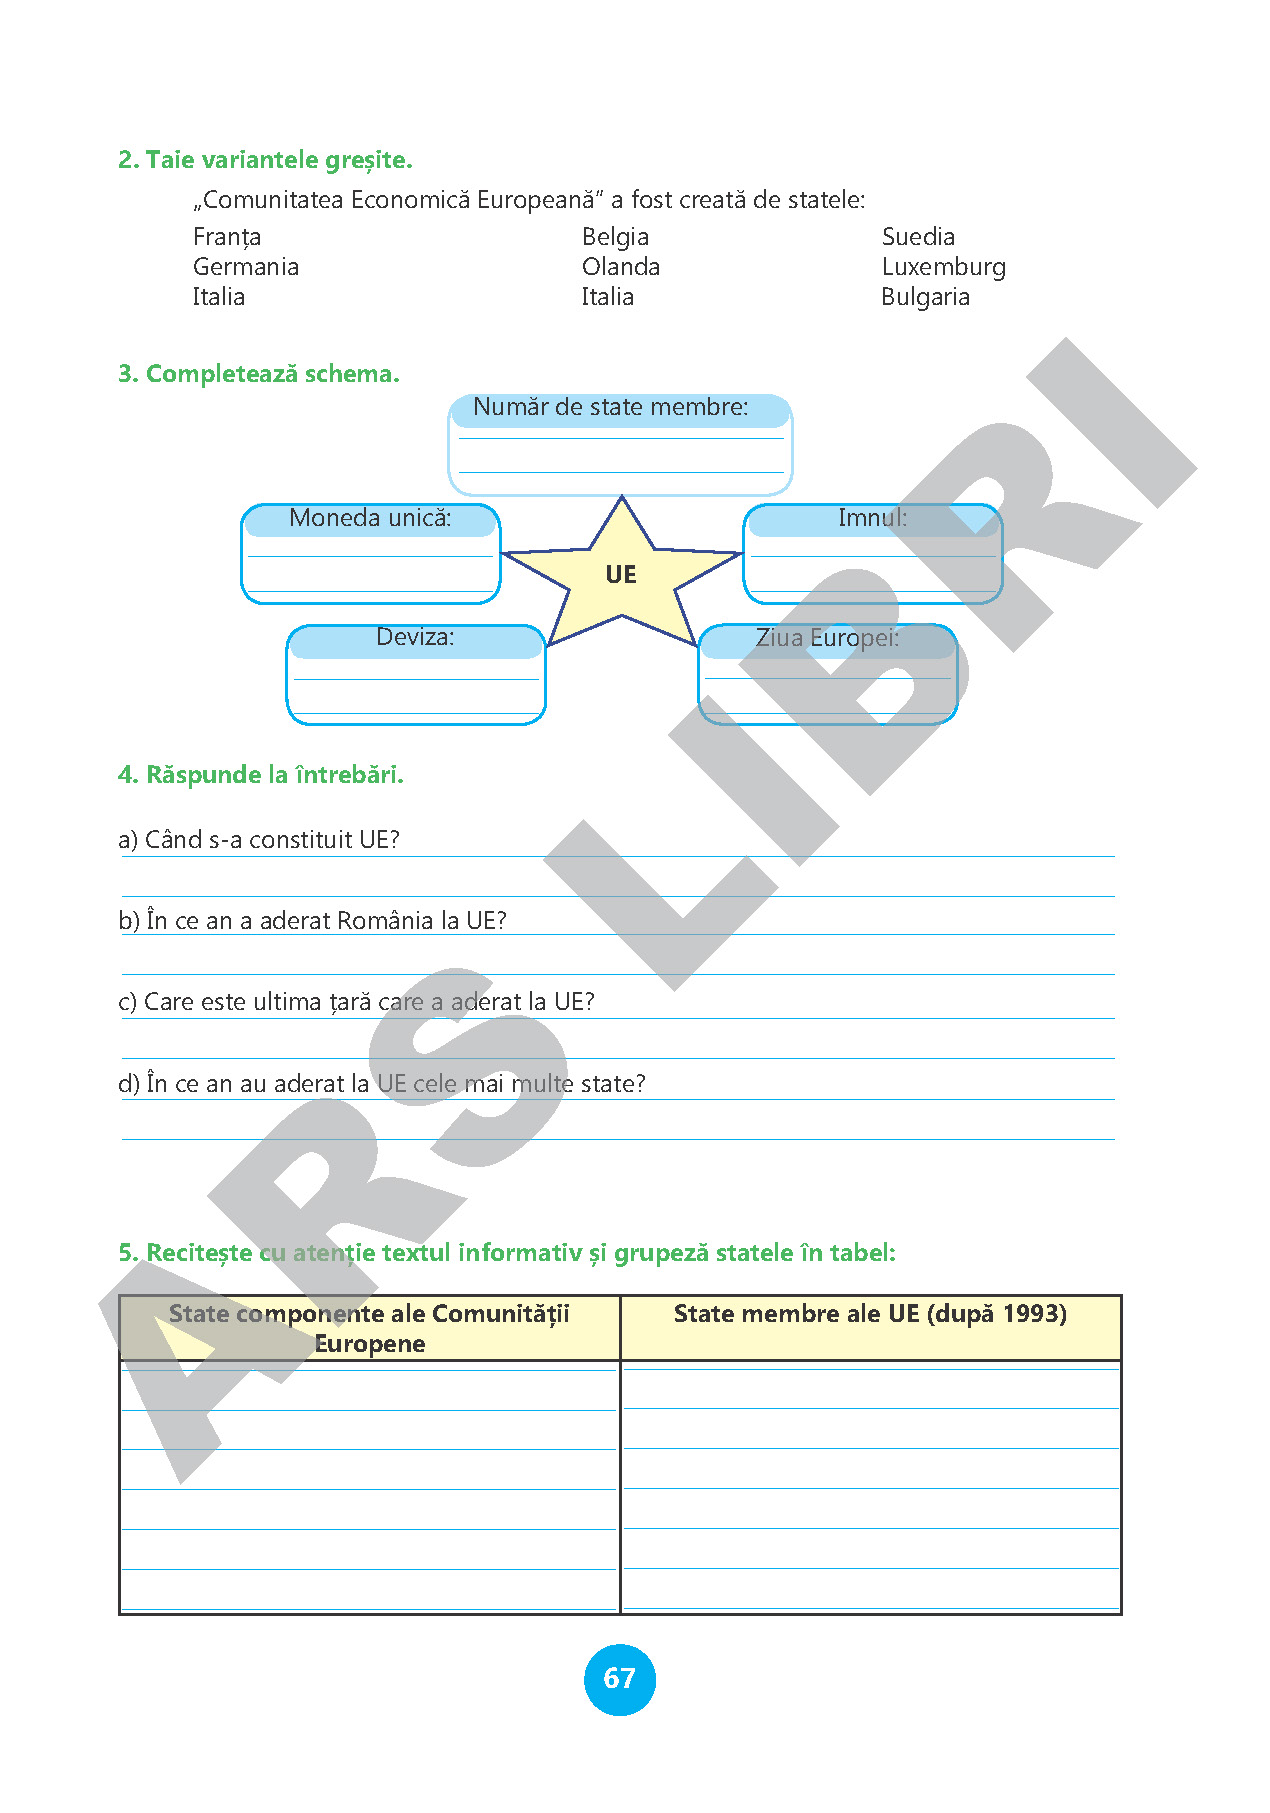 2. Taie variantele greșite.
„Comunitatea Economică Europeană” a fost creată de statele:
Franța Belgia Suedia
Germania Olanda Luxemburg
Italia Italia Bulgaria
3. Completează schema.
Număr de state membre:
Moneda unică: Imnul:
UE
Deviza: Ziua Europei:
4. Răspunde la întrebări.
a) Când s-a constituit UE?
b) În ce an a aderat România la UE?
c) Care este ultima țară care a aderat la UE?
d) În ce an au aderat la UE cele mai multe state?
5. Recitește cu atenție textul informativ și grupeză statele în tabel:
State componente ale Comunității State membre ale UE (după 1993)
Europene
67
ARS LIBRI